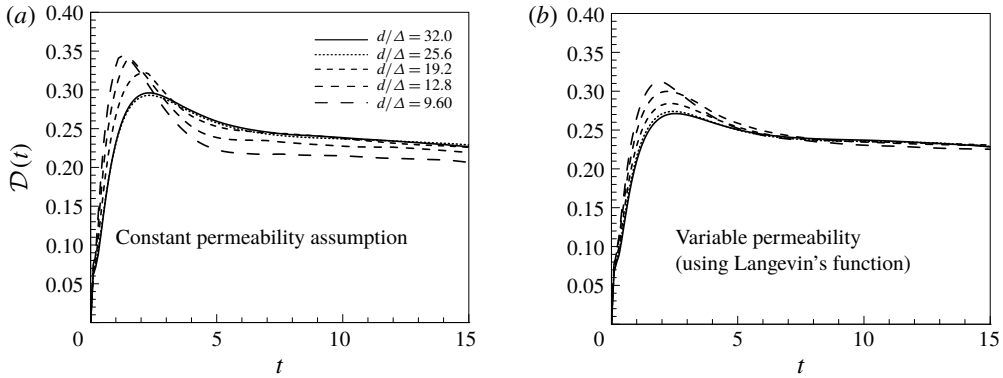 (a)
0.40
0.35
0.30
0.25
0.20
0.15
0.10
0.05
0
5
10
15
𝒟(t)
t
d/Δ = 32.0
d/Δ = 25.6
d/Δ = 19.2
d/Δ = 12.8
d/Δ = 9.60
Constant permeability assumption
(b)
0.40
0.35
0.30
0.25
0.20
0.15
0.10
0.05
0
5
10
15
t
Variable permeability
(using Langevin's function)